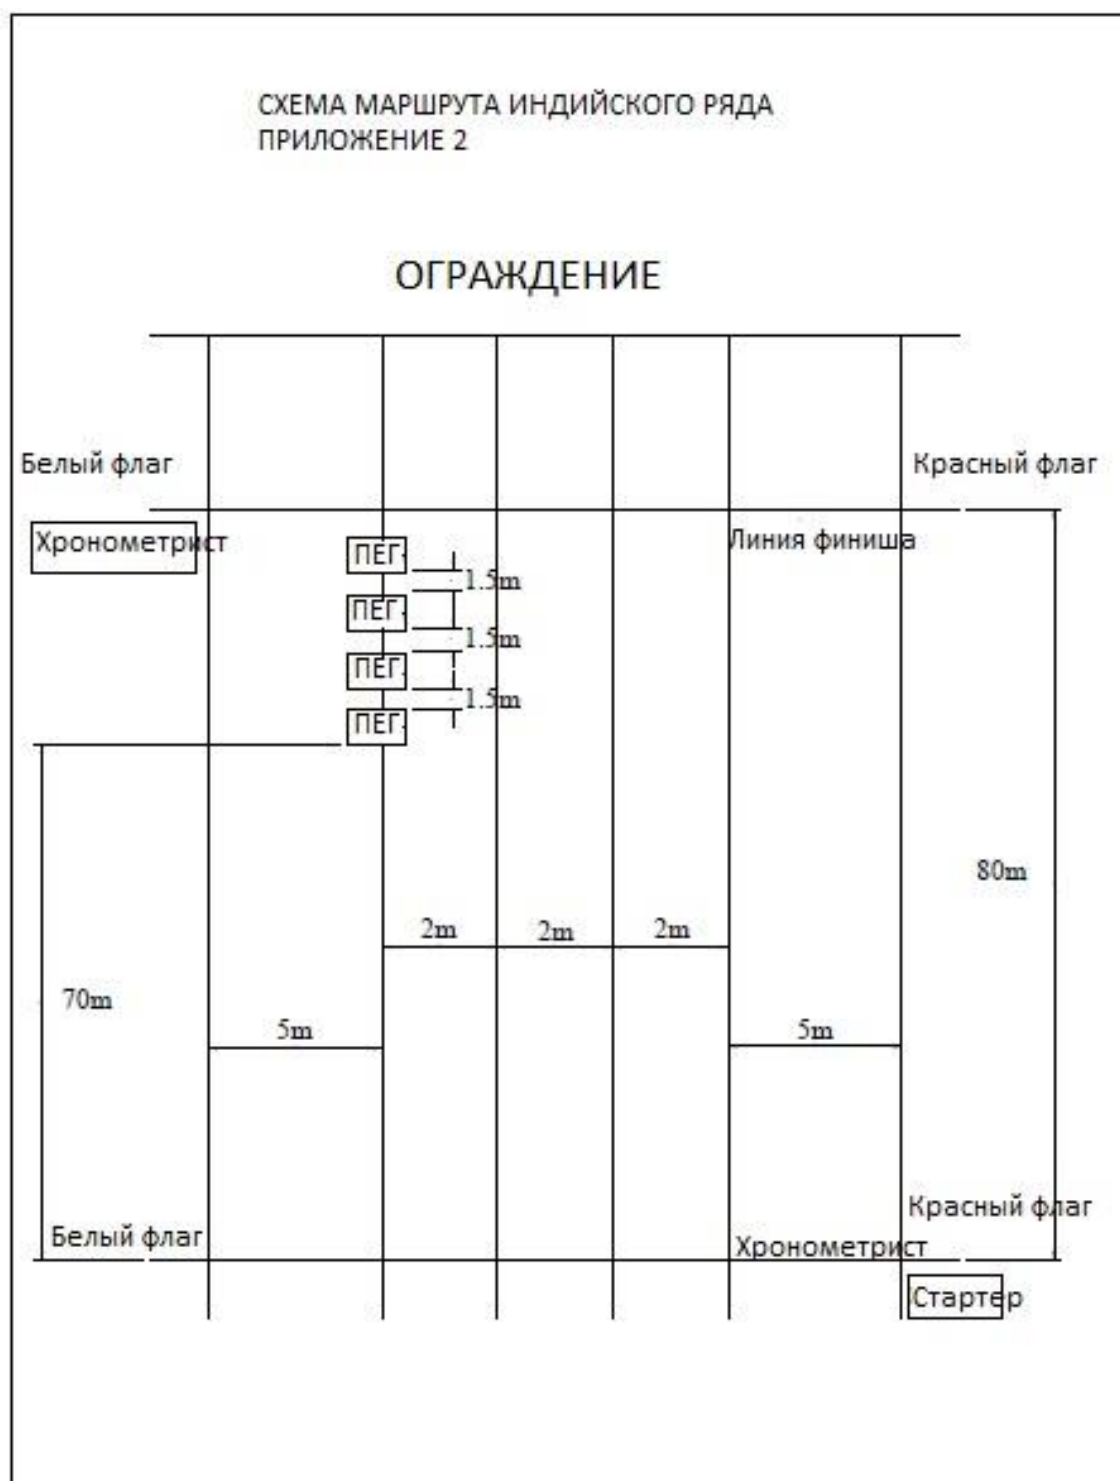 СХЕМА МАРШРУТА ИНДИЙСКОГО РЯДА
ПРИЛОЖЕНИЕ 2
ОГРАЖДЕНИЕ
Белый флаг
Красный флаг
Хронометрист
Линия финиша
ПЕГ.
1.5m
ПЕГ.
1.5m
ПЕГ.
1.5m
ПЕГ.
80m
2m
2m
2m
70m
5m
5m
Красный флаг
Белый флаг
Хронометрист
Стартер